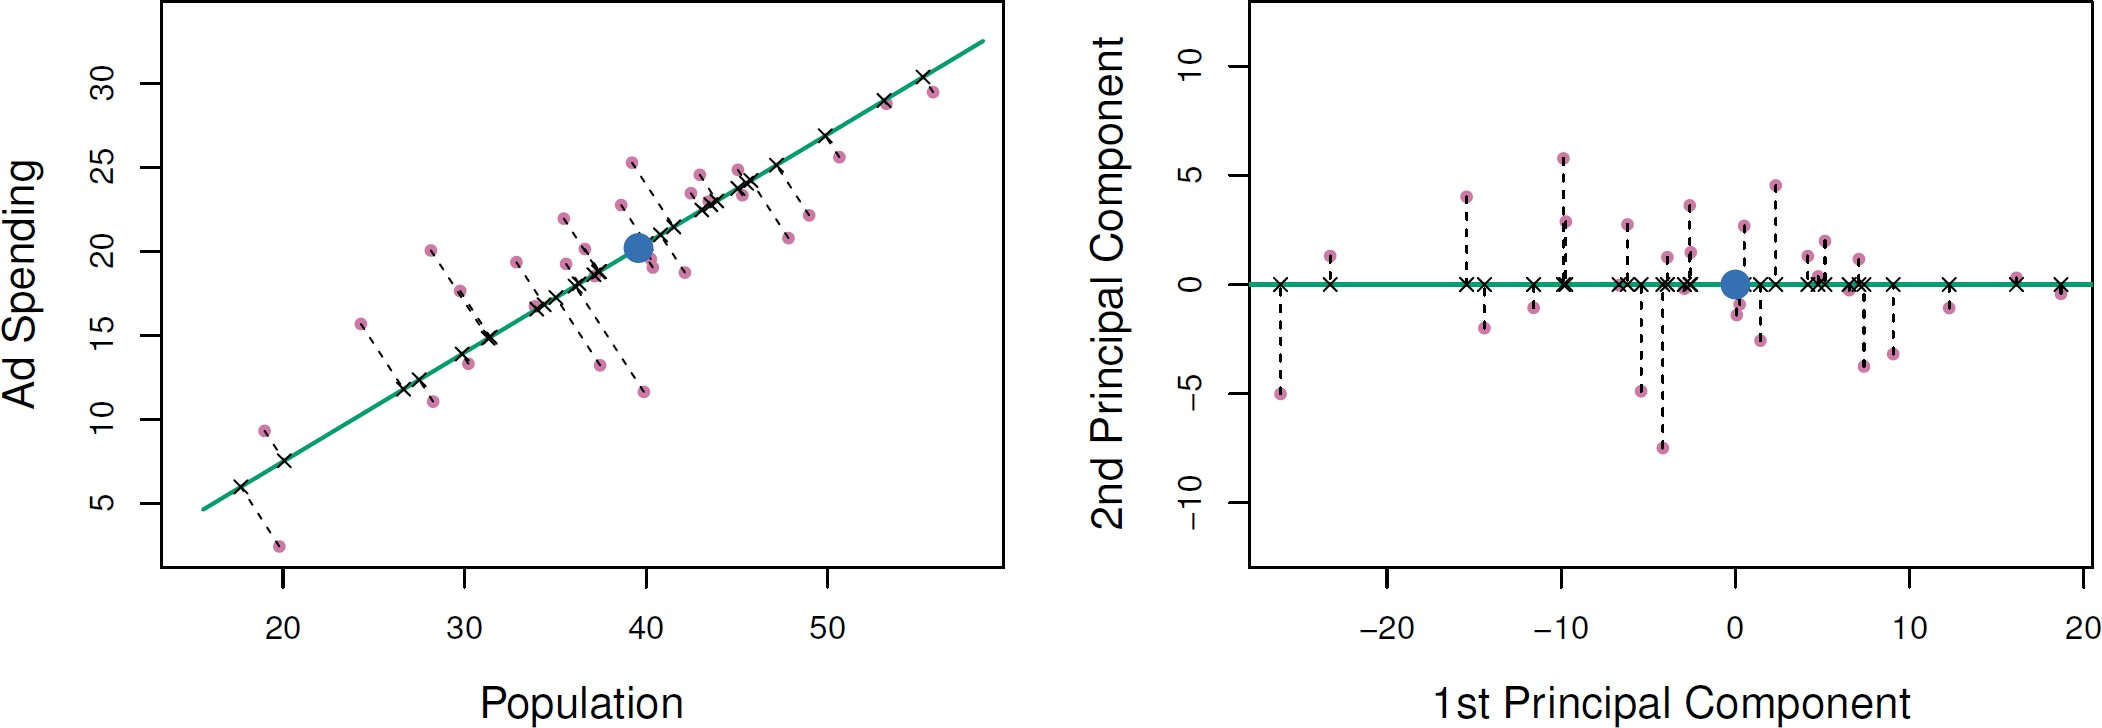 Ad Spending
30
25
20
15
10
5
20 30 40 50
Population
2nd Principal Component
10
5
0
−5
−10
−20 −10 0 10 20
1st Principal Component